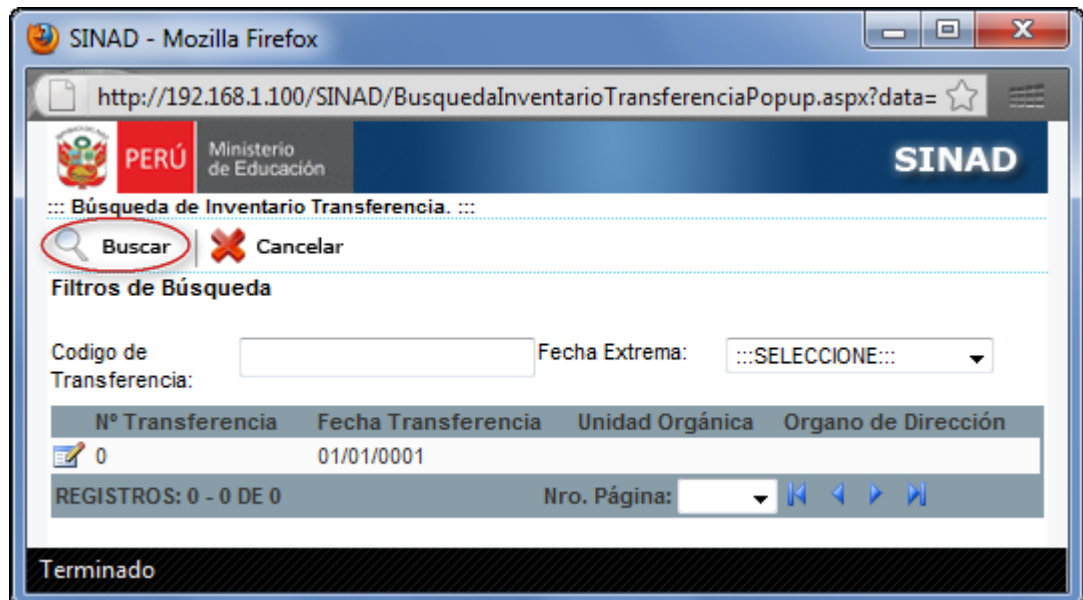 SINAD - Mozilla Firefox
http://192.168.1.100/SINAD/BusquedaInventarioTransferenciaPopup.aspx?data=
PERÚ Ministerio de Educación SINAD
::: Búsqueda de Inventario Transferencia. :::
Buscar Cancelar
Filtros de Búsqueda
Codigo de Transferencia: Fecha Extrema: :::SELECCIONE:::
Nº Transferencia Fecha Transferencia Unidad Orgánica Organo de Dirección
0 01/01/0001
REGISTROS: 0 - 0 DE 0 Nro. Página:
Terminado